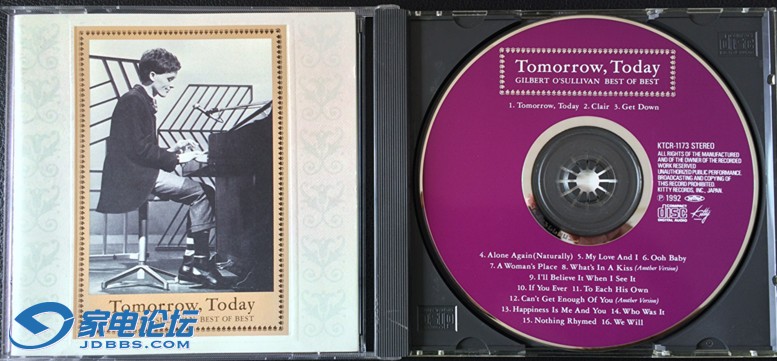 Tomorrow, Today
BEST OF BEST
家电论坛
JDBBS.COM
Tomorrow, Today
GILBERT O'SULLIVAN BEST OF BEST
1. Tomorrow, Today 2. Clair 3. Get Down
KTCR-1173 STEREO
ALL RIGHTS OF THE MANUFACTURED
AND OF THE OWNER OF THE RECORDED
WORK RESERVED
UNAUTHORIZED PUBLIC PERFORMANCE,
BROADCASTING AND COPYING OF
THIS RECORD PROHIBITED
KITTY RECORDS, INC., JAPAN.
℗ 1992
COMPACT
disc
DIGITAL AUDIO
Kitty
4. Alone Again(Naturally) 5. My Love And I 6. Ooh Baby
7. A Woman's Place 8. What's In A Kiss (Another Version)
9. I'll Believe It When I See It
10. If You Ever 11. To Each His Own
12. Can't Get Enough Of You (Another Version)
13. Happiness Is Me And You 14. Who Was It
15. Nothing Rhymed 16. We Will